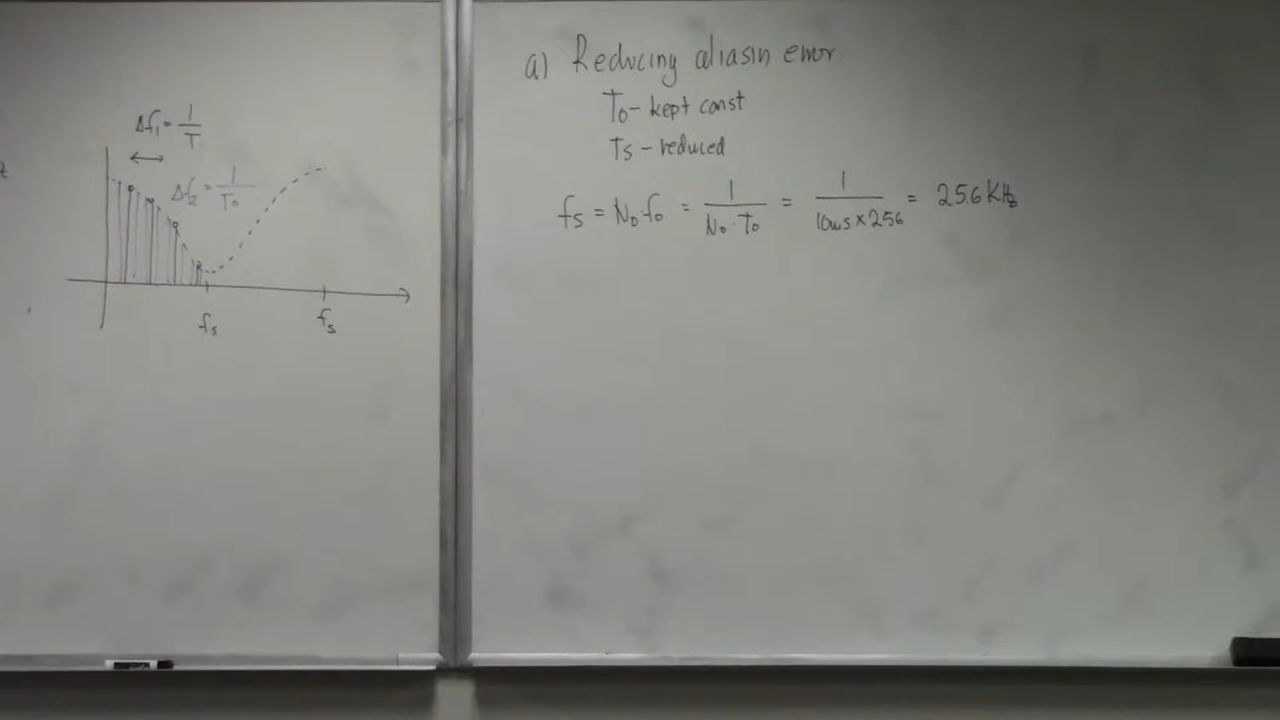 Δf₁ = 1/T
Δf₂ = 1/T₀
fₛ
fₛ
a) Reducing aliasin error
T₀ - kept const
Tₛ - reduced
fₛ = N₀·f₀ = 1/(N₀·T₀) = 1/(10ms×256) = 25.6 KHz